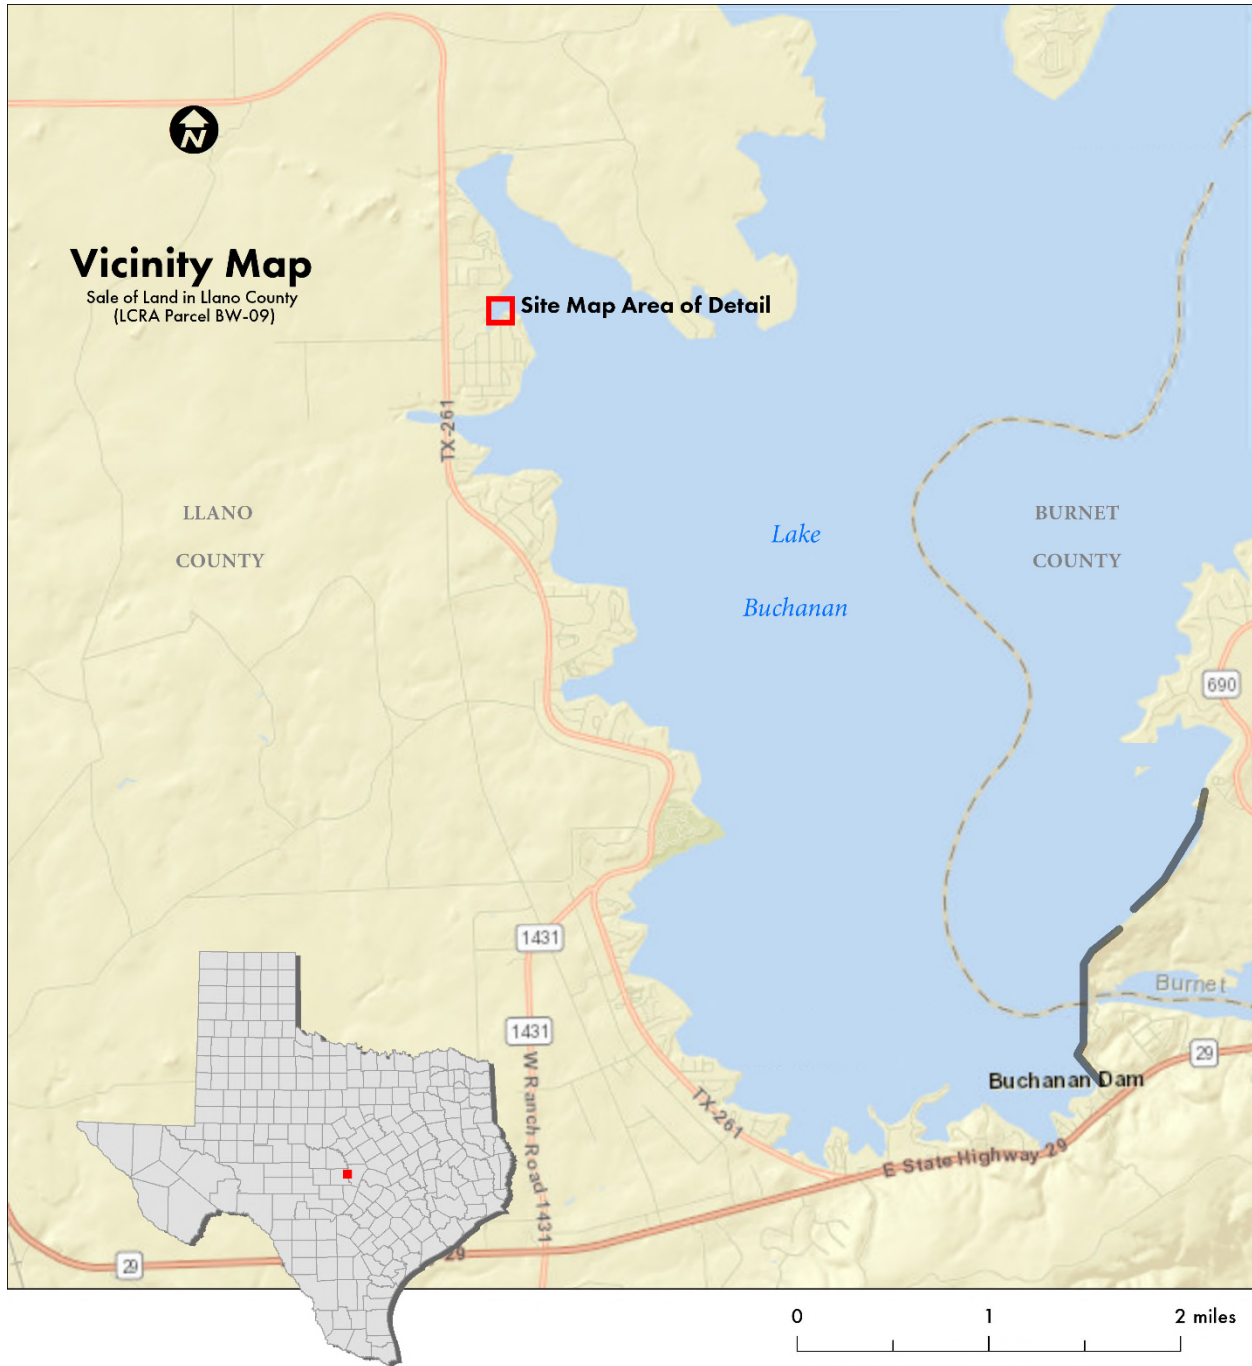 N
Vicinity Map
Sale of Land in Llano County
(LCRA Parcel BW-09)
Site Map Area of Detail
TX-261
LLANO
COUNTY
Lake
Buchanan
BURNET
COUNTY
690
1431
Burnet
1431
29
Buchanan Dam
W Ranch Road 1431
TX-261
E State Highway 29
29
29
0 1 2 miles